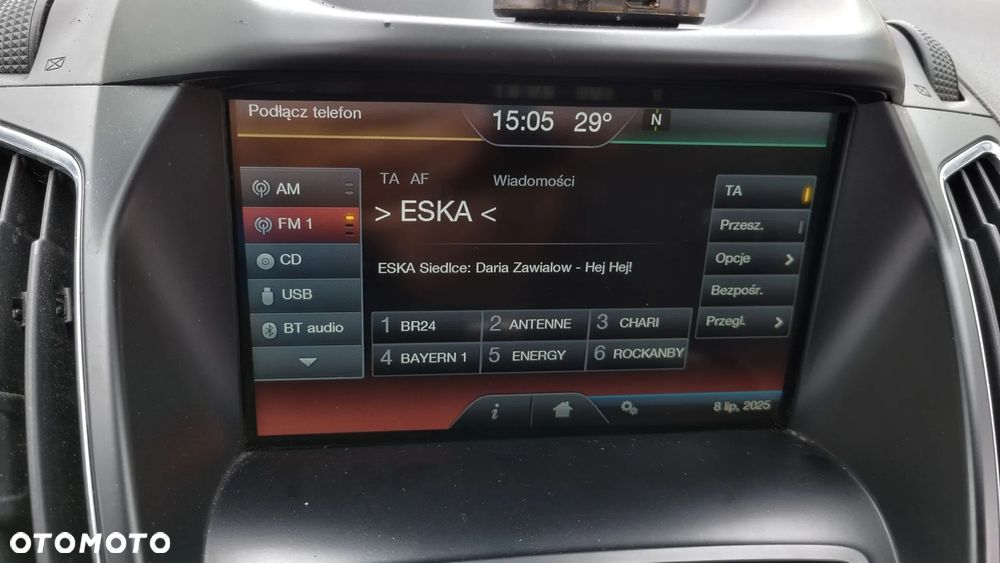 Podłącz telefon
15:05 29° N
AM
FM 1
CD
USB
BT audio
TA AF Wiadomości
> ESKA <
ESKA Siedlce: Daria Zawialow - Hej Hej!
1 BR24 2 ANTENNE 3 CHARI
4 BAYERN 1 5 ENERGY 6 ROCKANBY
TA
Przesz.
Opcje >
Bezpośr.
Przegl. >
i
8 lip, 2025
OTOMOTO